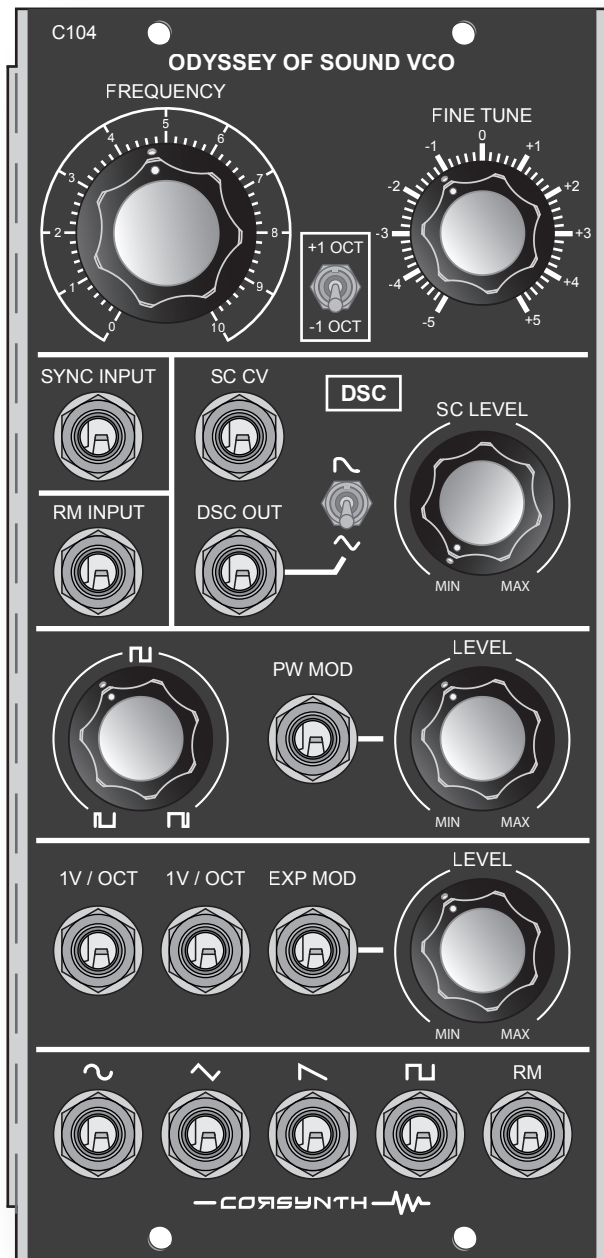 C104
ODYSSEY OF SOUND VCO
FREQUENCY
0 1 2 3 4 5 6 7 8 9 10
FINE TUNE
-5 -4 -3 -2 -1 0 +1 +2 +3 +4 +5
+1 OCT
-1 OCT
SYNC INPUT
RM INPUT
SC CV
DSC
DSC OUT
SC LEVEL
MIN MAX
PW MOD
LEVEL
MIN MAX
1V / OCT
1V / OCT
EXP MOD
LEVEL
MIN MAX
RM
CORSYNTH